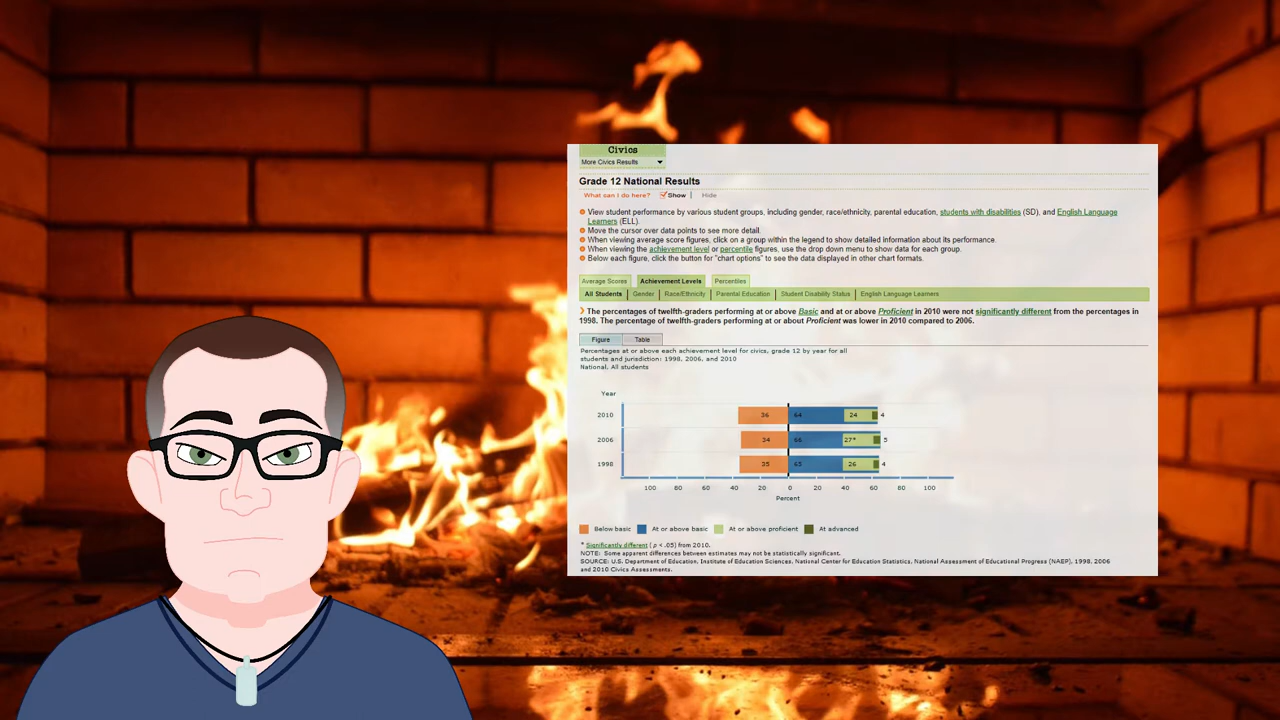 Civics
More Civics Results
Grade 12 National Results
What can I do here? Show | Hide
View student performance by various student groups, including gender, race/ethnicity, parental education, students with disabilities (SD), and English Language
Learners (ELL).
Move the cursor over data points to see more detail.
When viewing average score figures, click on a group within the legend to show detailed information about its performance.
When viewing the achievement level or percentile figures, use the drop down menu to show data for each group.
Below each figure, click the button for "chart options" to see the data displayed in other chart formats.
Average Scores Achievement Levels Percentiles
All Students | Gender | Race/Ethnicity | Parental Education | Student Disability Status | English Language Learners
The percentages of twelfth-graders performing at or above Basic and at or above Proficient in 2010 were not significantly different from the percentages in
1998. The percentage of twelfth-graders performing at or about Proficient was lower in 2010 compared to 2006.
Figure Table
Percentages at or above each achievement level for civics, grade 12 by year for all
students and jurisdiction: 1998, 2006, and 2010
National, All students
Year
2010 36 64 24 4
2006 34 66 27* 5
1998 35 65 26 4
100 80 60 40 20 0 20 40 60 80 100
Percent
Below basic At or above basic At or above proficient At advanced
* Significantly different (p < .05) from 2010.
NOTE: Some apparent differences between estimates may not be statistically significant.
SOURCE: U.S. Department of Education, Institute of Education Sciences, National Center for Education Statistics, National Assessment of Educational Progress (NAEP), 1998, 2006
and 2010 Civics Assessments.